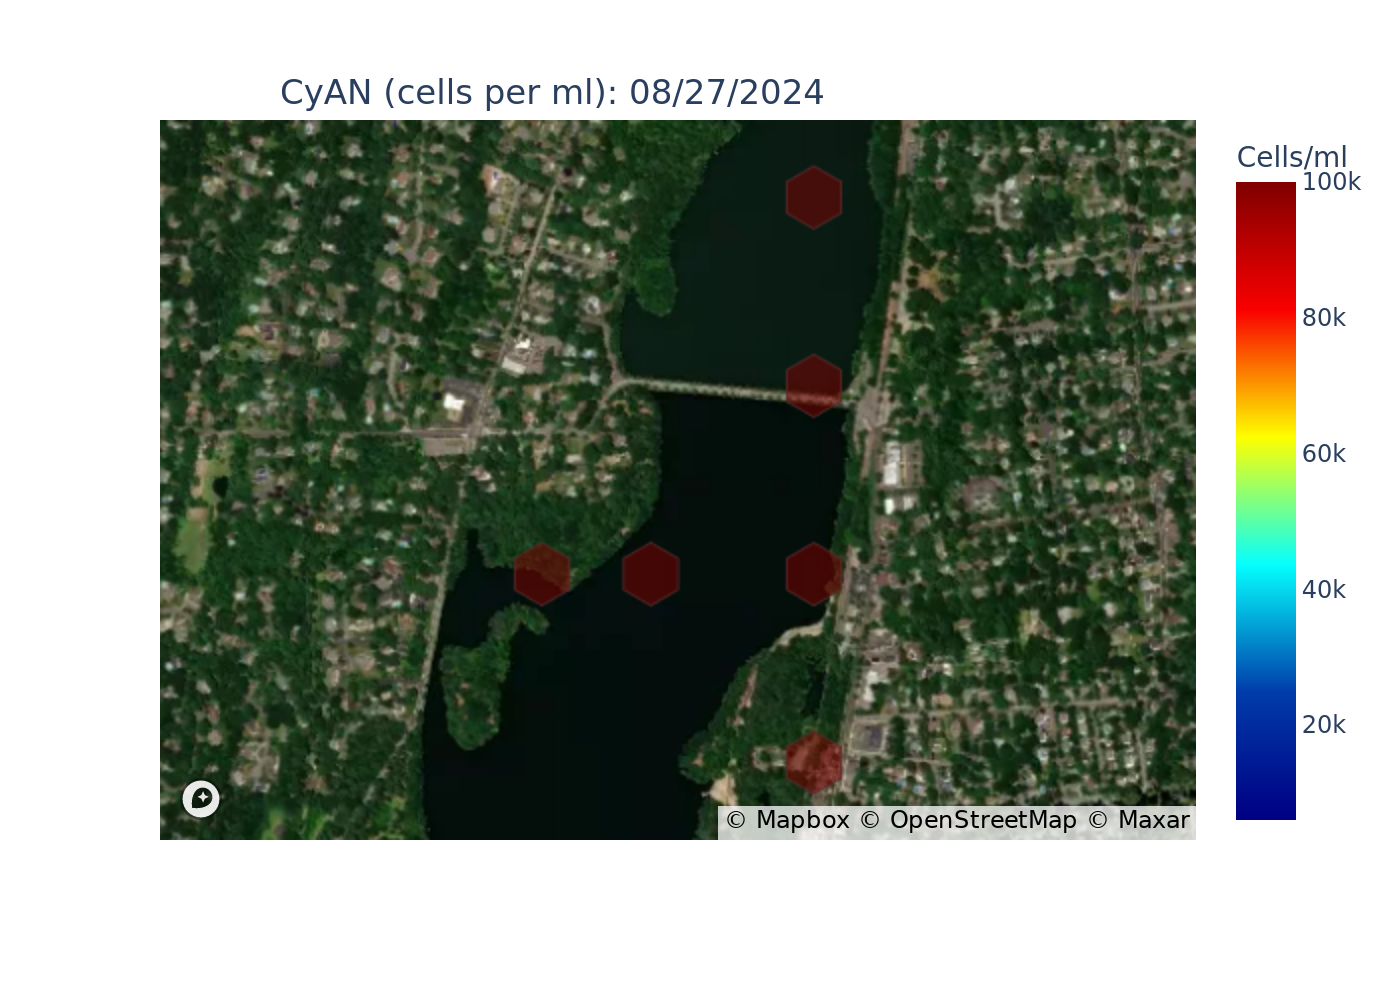 CyAN (cells per ml): 08/27/2024
Cells/ml
100k
80k
60k
40k
20k
© Mapbox © OpenStreetMap © Maxar